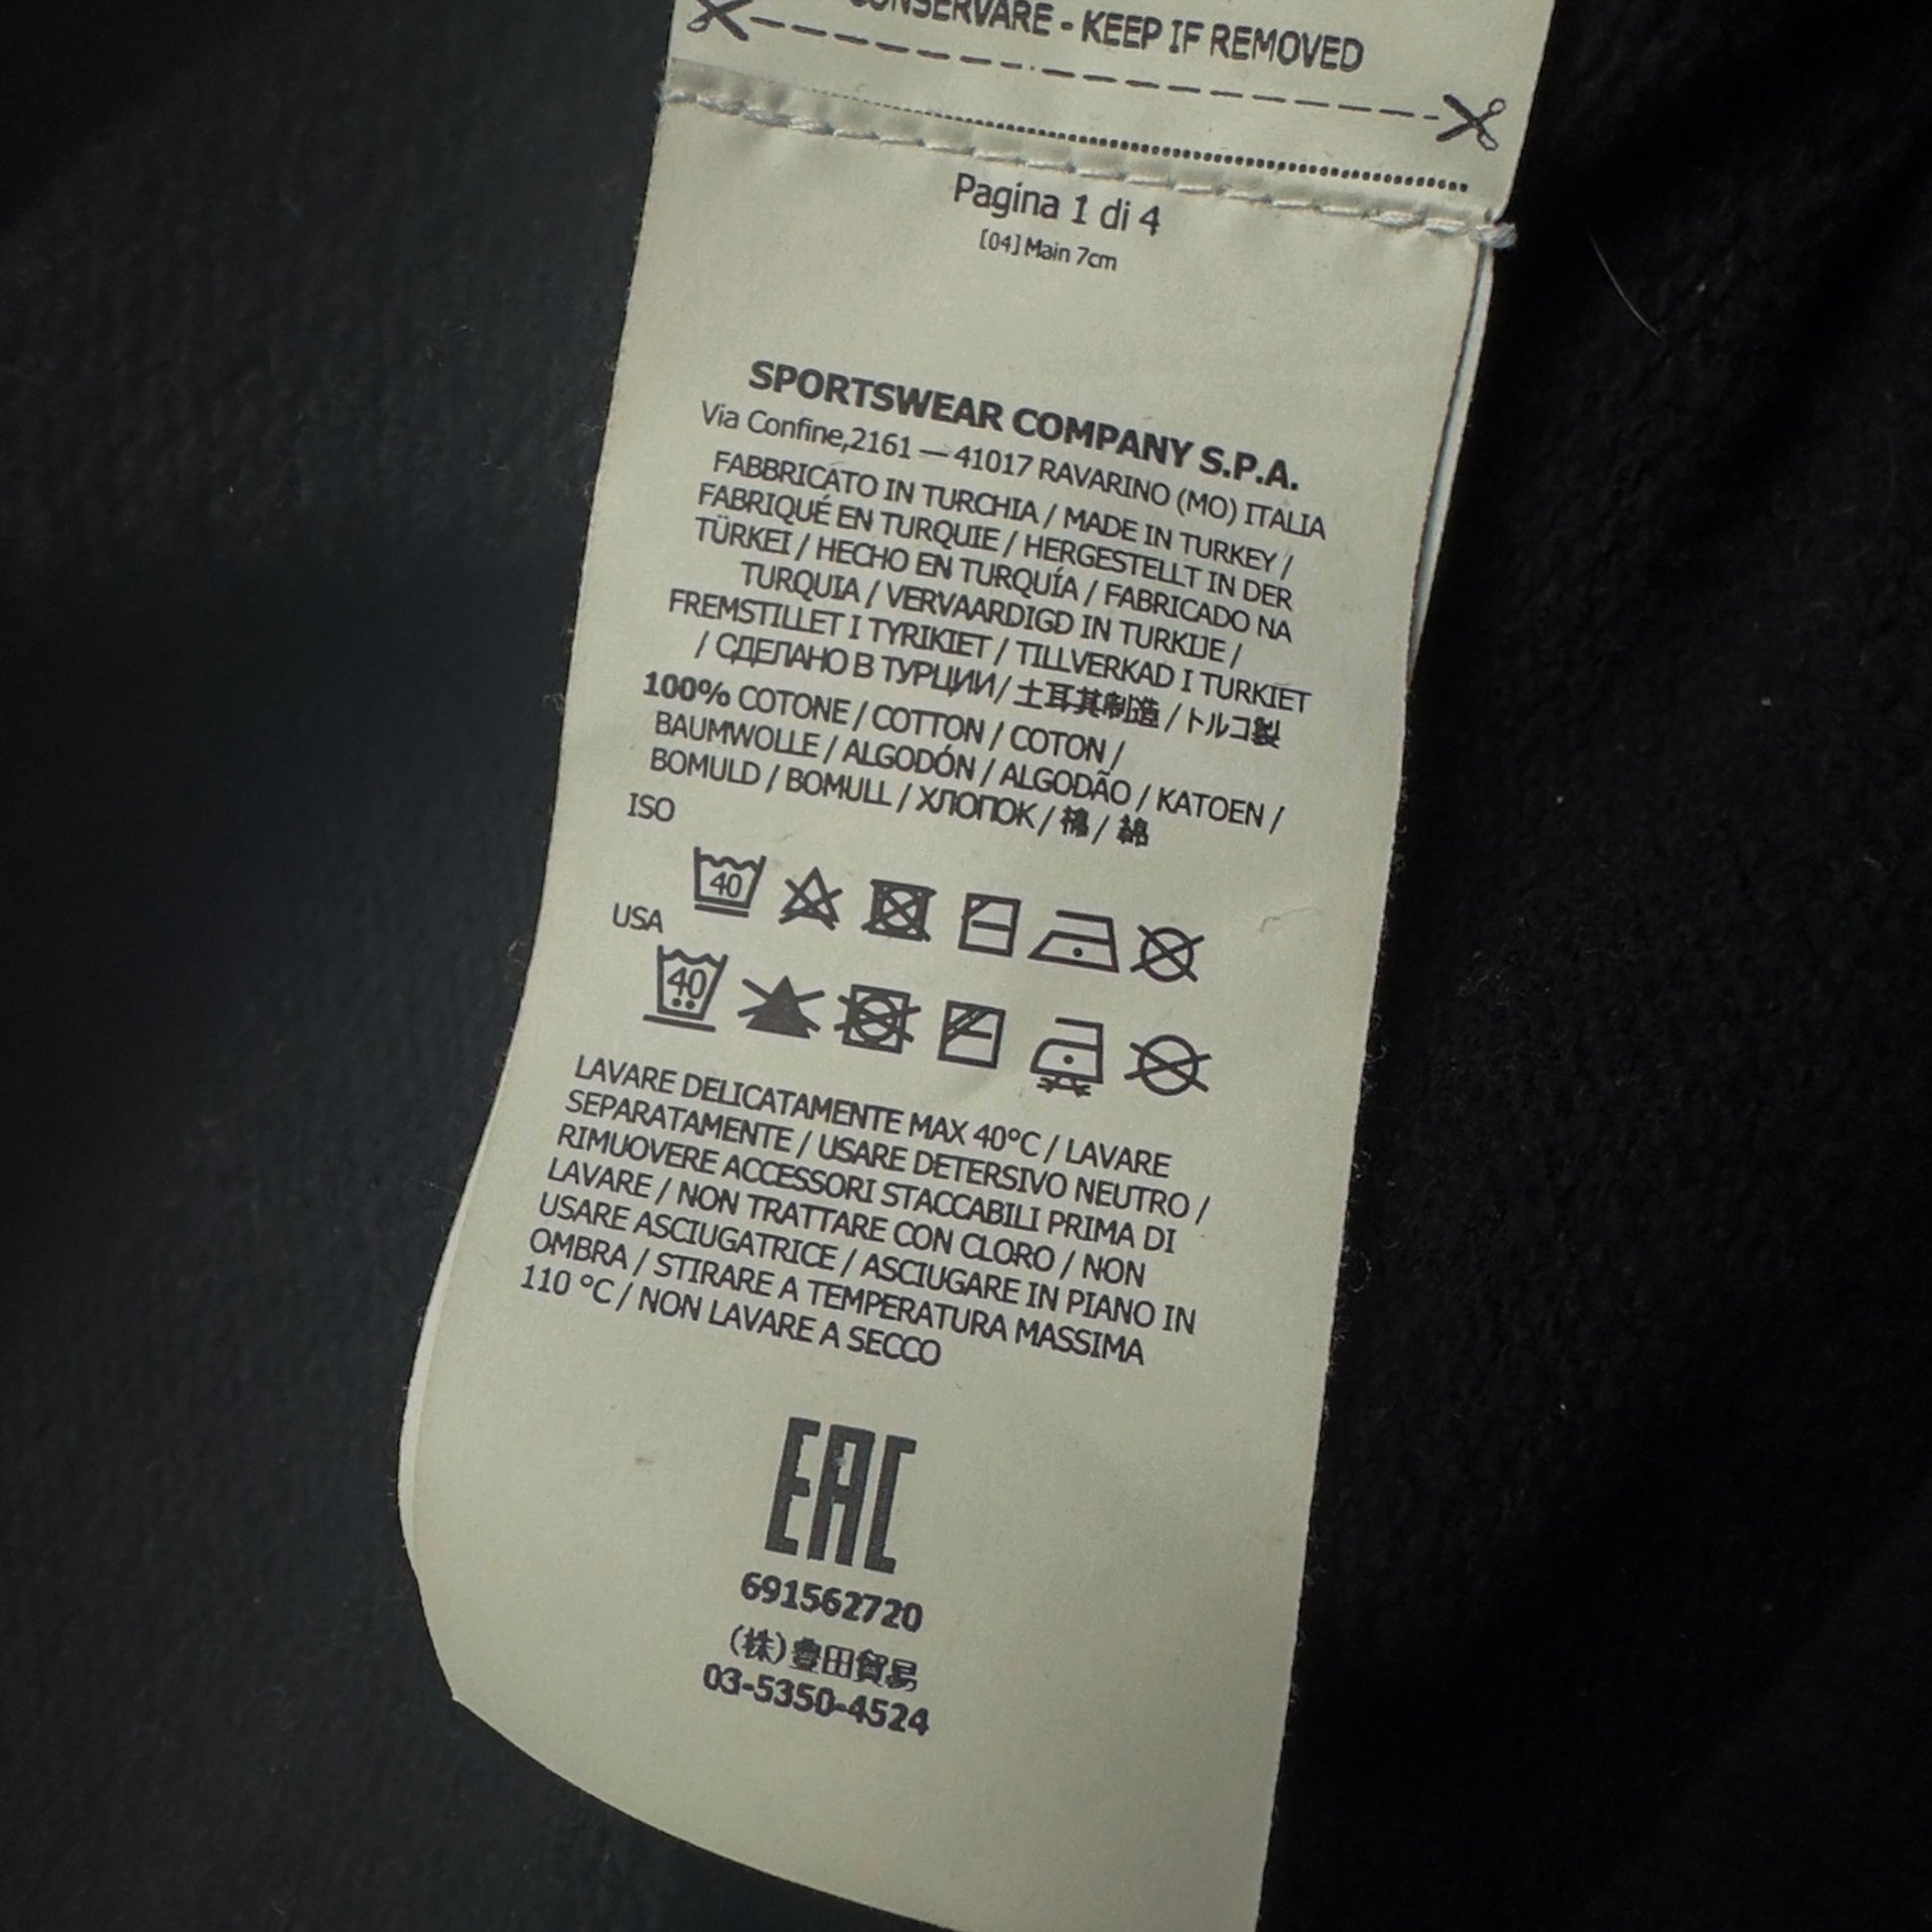 CONSERVARE - KEEP IF REMOVED
Pagina 1 di 4
[04] Main 7cm
SPORTSWEAR COMPANY S.P.A.
Via Confine,2161 — 41017 RAVARINO (MO) ITALIA
FABBRICATO IN TURCHIA / MADE IN TURKEY /
FABRIQUÉ EN TURQUIE / HERGESTELLT IN DER
TÜRKEI / HECHO EN TURQUÍA / FABRICADO NA
TURQUIA / VERVAARDIGD IN TURKIJE /
FREMSTILLET I TYRIKIET / TILLVERKAD I TURKIET
/ СДЕЛАНО В ТУРЦИИ / 土耳其制造 / トルコ製
100% COTONE / COTTON / COTON /
BAUMWOLLE / ALGODÓN / ALGODÃO / KATOEN /
BOMULD / BOMULL / ХЛОПОК / 棉 / 綿
ISO
40
USA
40
LAVARE DELICATAMENTE MAX 40°C / LAVARE
SEPARATAMENTE / USARE DETERSIVO NEUTRO /
RIMUOVERE ACCESSORI STACCABILI PRIMA DI
LAVARE / NON TRATTARE CON CLORO / NON
USARE ASCIUGATRICE / ASCIUGARE IN PIANO IN
OMBRA / STIRARE A TEMPERATURA MASSIMA
110 °C / NON LAVARE A SECCO
EAC
691562720
(株)豊田貿易
03-5350-4524